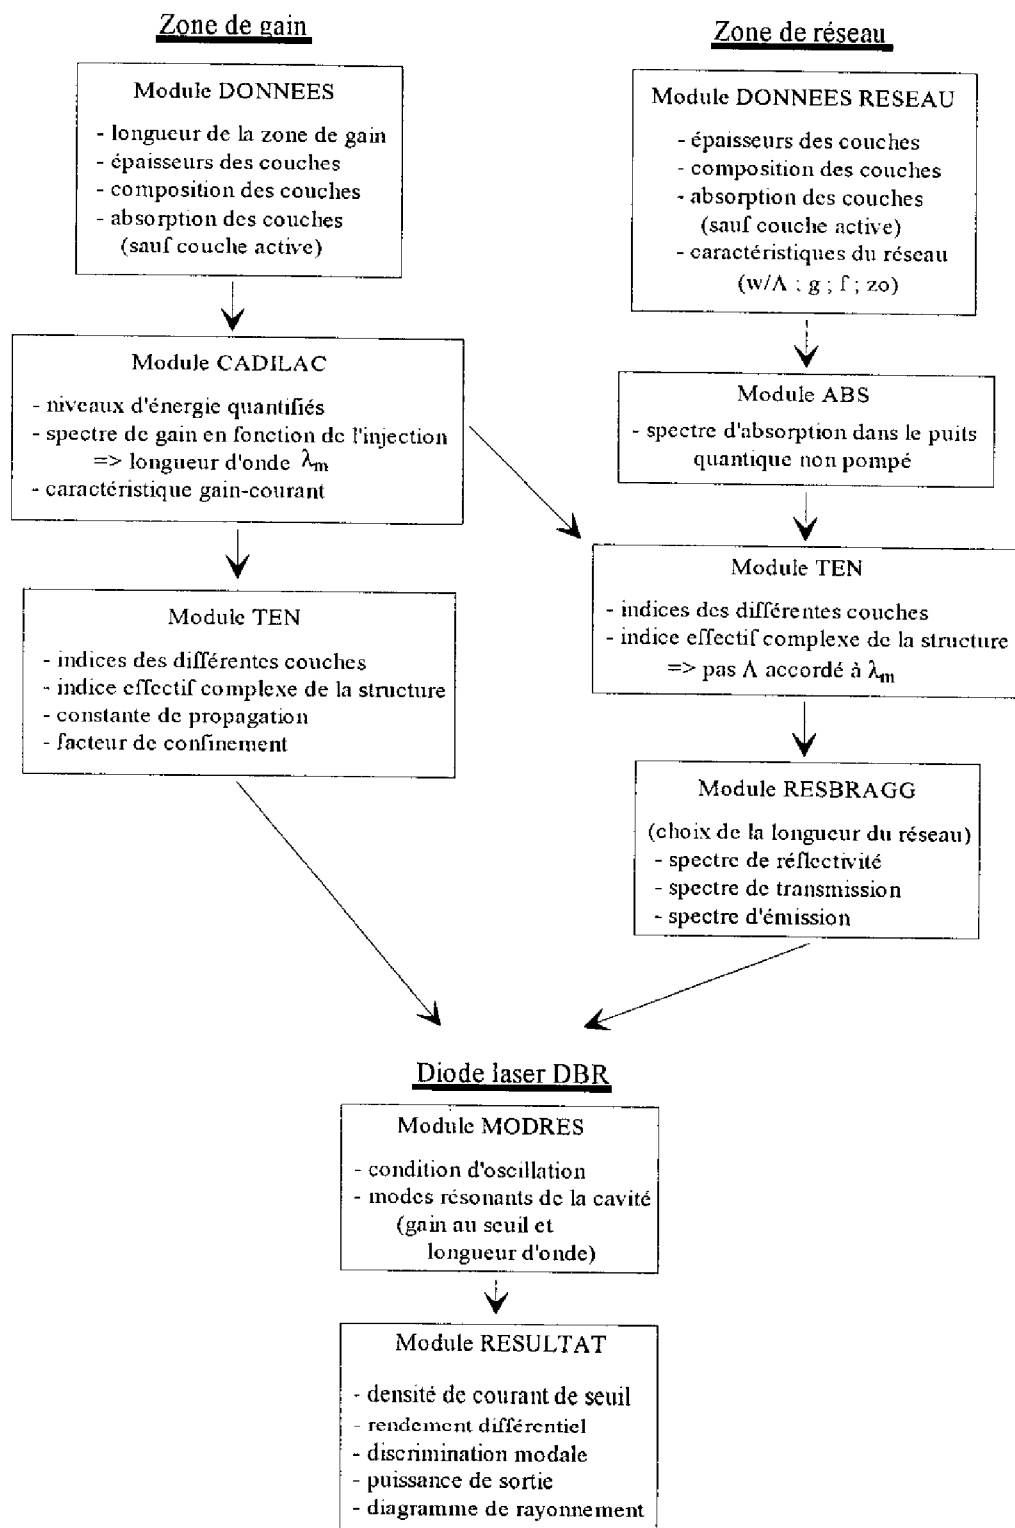 Zone de gain
Module DONNEES
- longueur de la zone de gain
- épaisseurs des couches
- composition des couches
- absorption des couches
(sauf couche active)
Module CADILAC
- niveaux d'énergie quantifiés
- spectre de gain en fonction de l'injection
=> longueur d'onde λm
- caractéristique gain-courant
Module TEN
- indices des différentes couches
- indice effectif complexe de la structure
- constante de propagation
- facteur de confinement
Zone de réseau
Module DONNEES RESEAU
- épaisseurs des couches
- composition des couches
- absorption des couches
(sauf couche active)
- caractéristiques du réseau
(w/Λ ; g ; f ; zo)
Module ABS
- spectre d'absorption dans le puits
quantique non pompé
Module TEN
- indices des différentes couches
- indice effectif complexe de la structure
=> pas Λ accordé à λm
Module RESBRAGG
(choix de la longueur du réseau)
- spectre de réflectivité
- spectre de transmission
- spectre d'émission
Diode laser DBR
Module MODRES
- condition d'oscillation
- modes résonants de la cavité
(gain au seuil et
longueur d'onde)
Module RESULTAT
- densité de courant de seuil
- rendement différentiel
- discrimination modale
- puissance de sortie
- diagramme de rayonnement